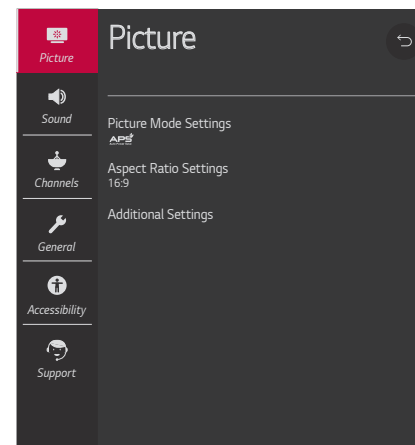 Picture
Picture
Sound
Picture Mode Settings
APS
Channels
Aspect Ratio Settings
16:9
Additional Settings
General
Accessibility
Support